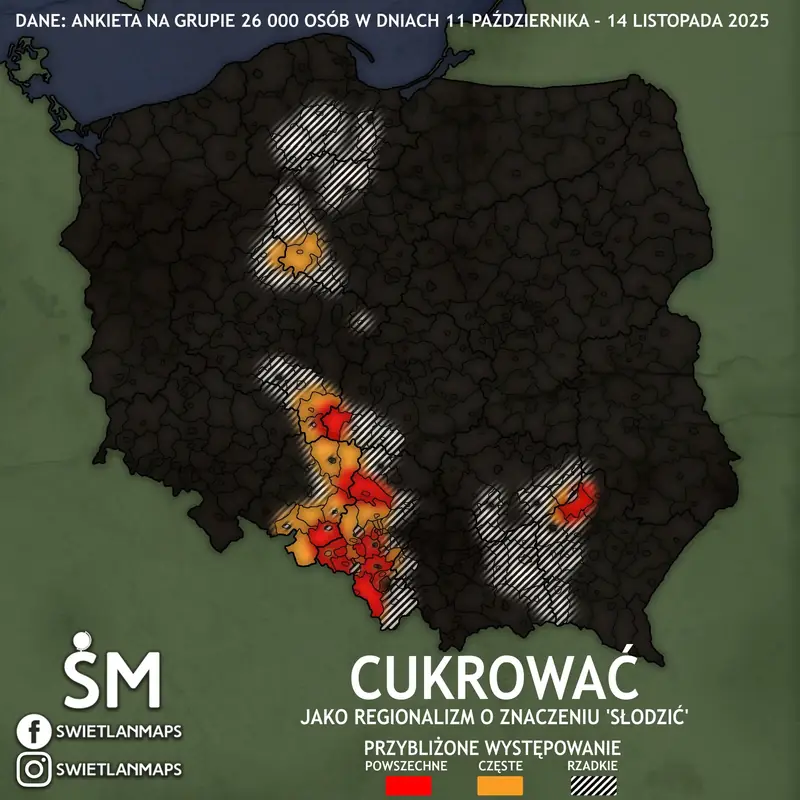 DANE: ANKIETA NA GRUPIE 26 000 OSÓB W DNIACH 11 PAŹDZIERNIKA - 14 LISTOPADA 2025
ŚM
SWIETLANMAPS
SWIETLANMAPS
CUKROWAĆ
JAKO REGIONALIZM O ZNACZENIU 'SŁODZIĆ'
PRZYBLIŻONE WYSTĘPOWANIE
POWSZECHNE CZĘSTE RZADKIE